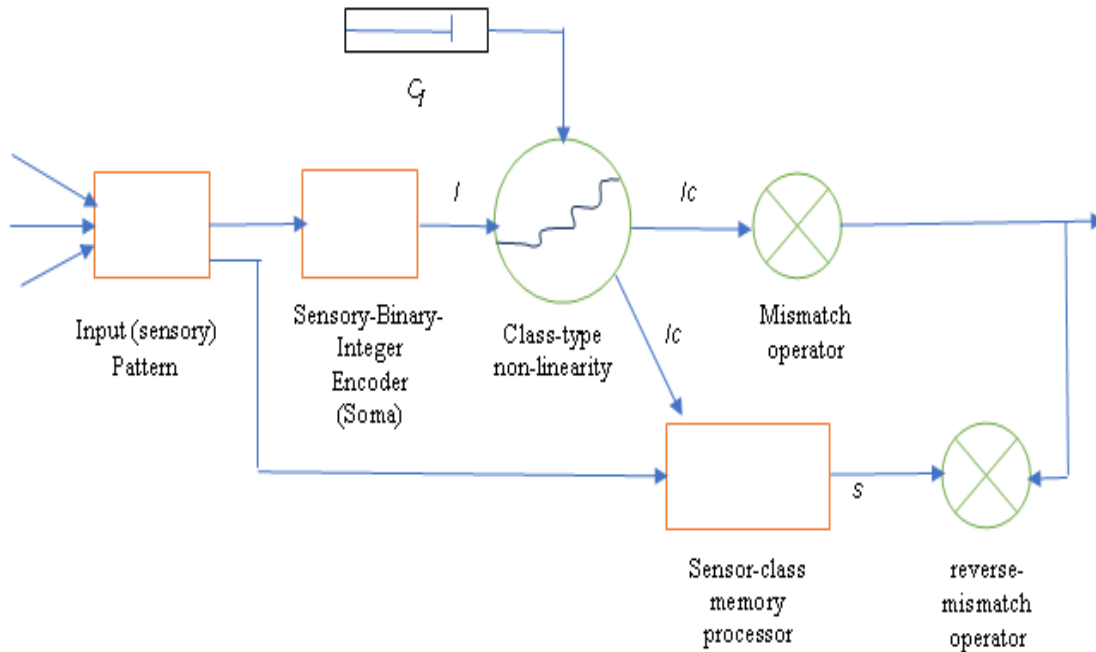 Cf
I
Ic
Input (sensory)
Pattern
Sensory-Binary-
Integer
Encoder
(Soma)
Class-type
non-linearity
Ic
Mismatch
operator
s
Sensor-class
memory
processor
reverse-
mismatch
operator